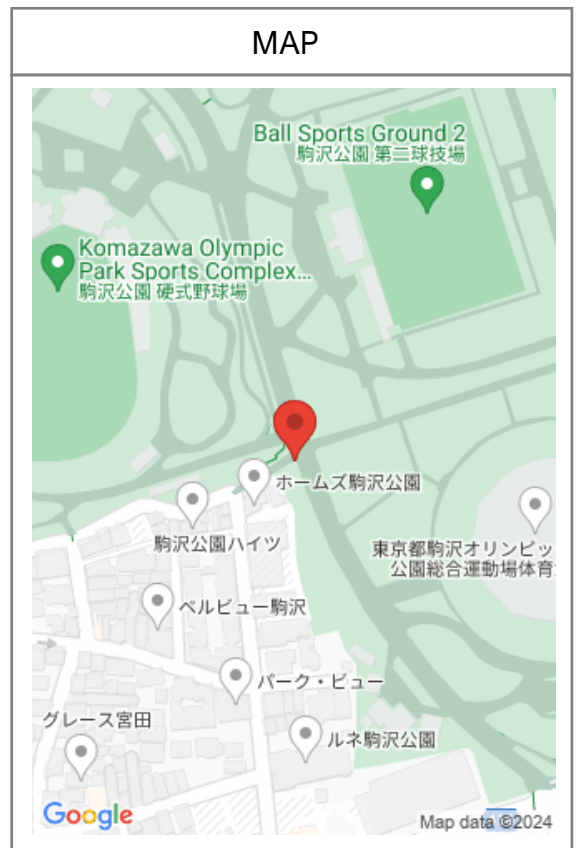 MAP
Ball Sports Ground 2
駒沢公園 第二球技場
Komazawa Olympic
Park Sports Complex...
駒沢公園 硬式野球場
ホームズ駒沢公園
駒沢公園ハイツ
東京都駒沢オリンピッ
公園総合運動場体育
ベルビュー駒沢
パーク・ビュー
グレース宮田
ルネ駒沢公園
Google
Map data ©2024